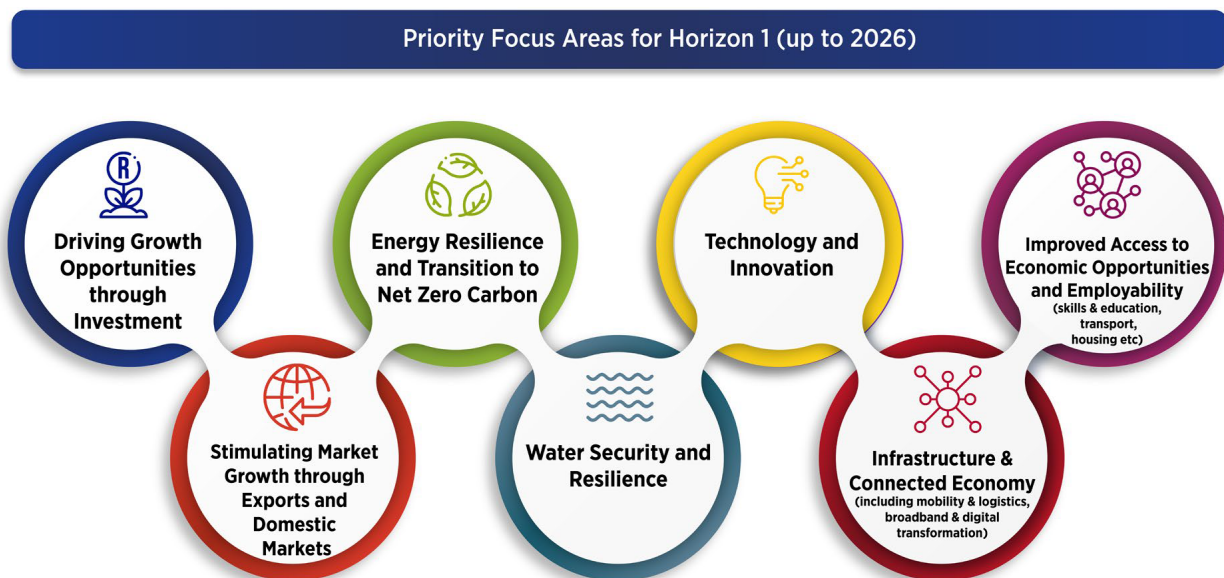 Priority Focus Areas for Horizon 1 (up to 2026)
R
Driving Growth
Opportunities
through
Investment
Stimulating Market
Growth through
Exports and
Domestic
Markets
Energy Resilience
and Transition to
Net Zero Carbon
Water Security and
Resilience
Technology and
Innovation
Infrastructure &
Connected Economy
(including mobility & logistics,
broadband & digital
transformation)
Improved Access to
Economic Opportunities
and Employability
(skills & education,
transport,
housing etc)